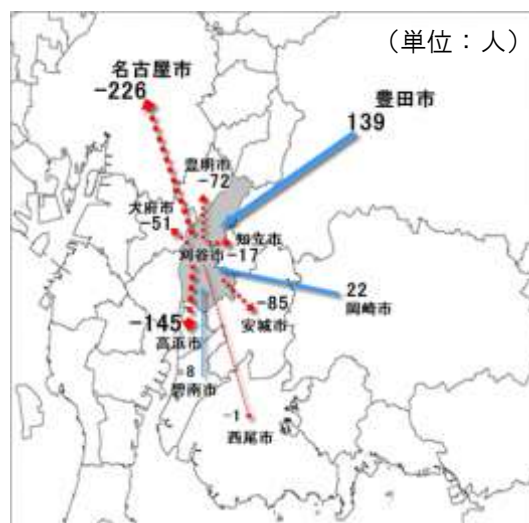 （単位：人）
名古屋市
-226
豊田市
139
豊明市
-72
大府市
-51
知立市
刈谷市 -17
22
岡崎市
-85
安城市
-145
高浜市
8
碧南市
-1
西尾市